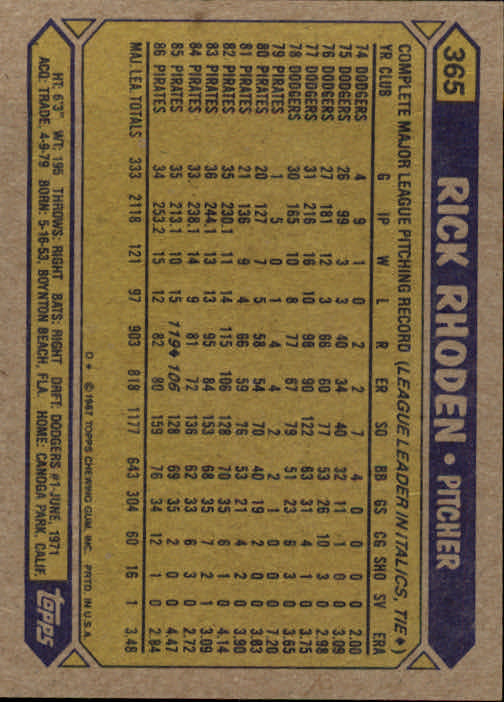 365
RICK RHODEN • PITCHER
COMPLETE MAJOR LEAGUE PITCHING RECORD (LEAGUE LEADER IN ITALICS, TIE ♦)
YR CLUB G IP W L R ER SO BB GS CG SHO SV ERA
74 DODGERS 4 9 1 0 2 2 7 4 0 0 0 0 2.00
75 DODGERS 26 99 3 3 40 34 40 32 11 1 0 0 3.09
76 DODGERS 27 181 12 3 66 60 77 53 26 10 3 0 2.98
77 DODGERS 31 216 16 10 98 90 122 63 31 4 1 0 3.75
78 DODGERS 30 165 10 8 77 67 79 51 23 6 3 0 3.65
79 PIRATES 1 5 0 1 4 4 2 2 1 0 0 0 7.20
80 PIRATES 20 127 7 5 58 54 70 40 19 2 0 0 3.83
81 PIRATES 21 136 9 4 66 59 76 53 21 4 2 0 3.90
82 PIRATES 35 230.1 11 14 115 106 128 70 35 6 1 0 4.14
83 PIRATES 36 244.1 13 13 95 84 153 68 35 7 2 1 3.09
84 PIRATES 33 238.1 14 9 81 72 136 62 33 6 3 0 2.72
85 PIRATES 35 213.1 10 15 119♦ 106 128 69 35 2 0 0 4.47
86 PIRATES 34 253.2 15 12 82 80 159 76 34 12 1 0 2.84
MAJ. LEA. TOTALS 333 2118 121 97 903 818 1177 643 304 60 16 1 3.48
D* © 1987 TOPPS CHEWING GUM, INC. PRTD. IN U.S.A.
HT: 6'3" WT: 195 THROWS: RIGHT BATS: RIGHT DRAFT: DODGERS #1-JUNE, 1971
ACQ: TRADE, 4-9-79 BORN: 5-16-53, BOYNTON BEACH, FLA. HOME: CANOGA PARK, CALIF.
TOPPS